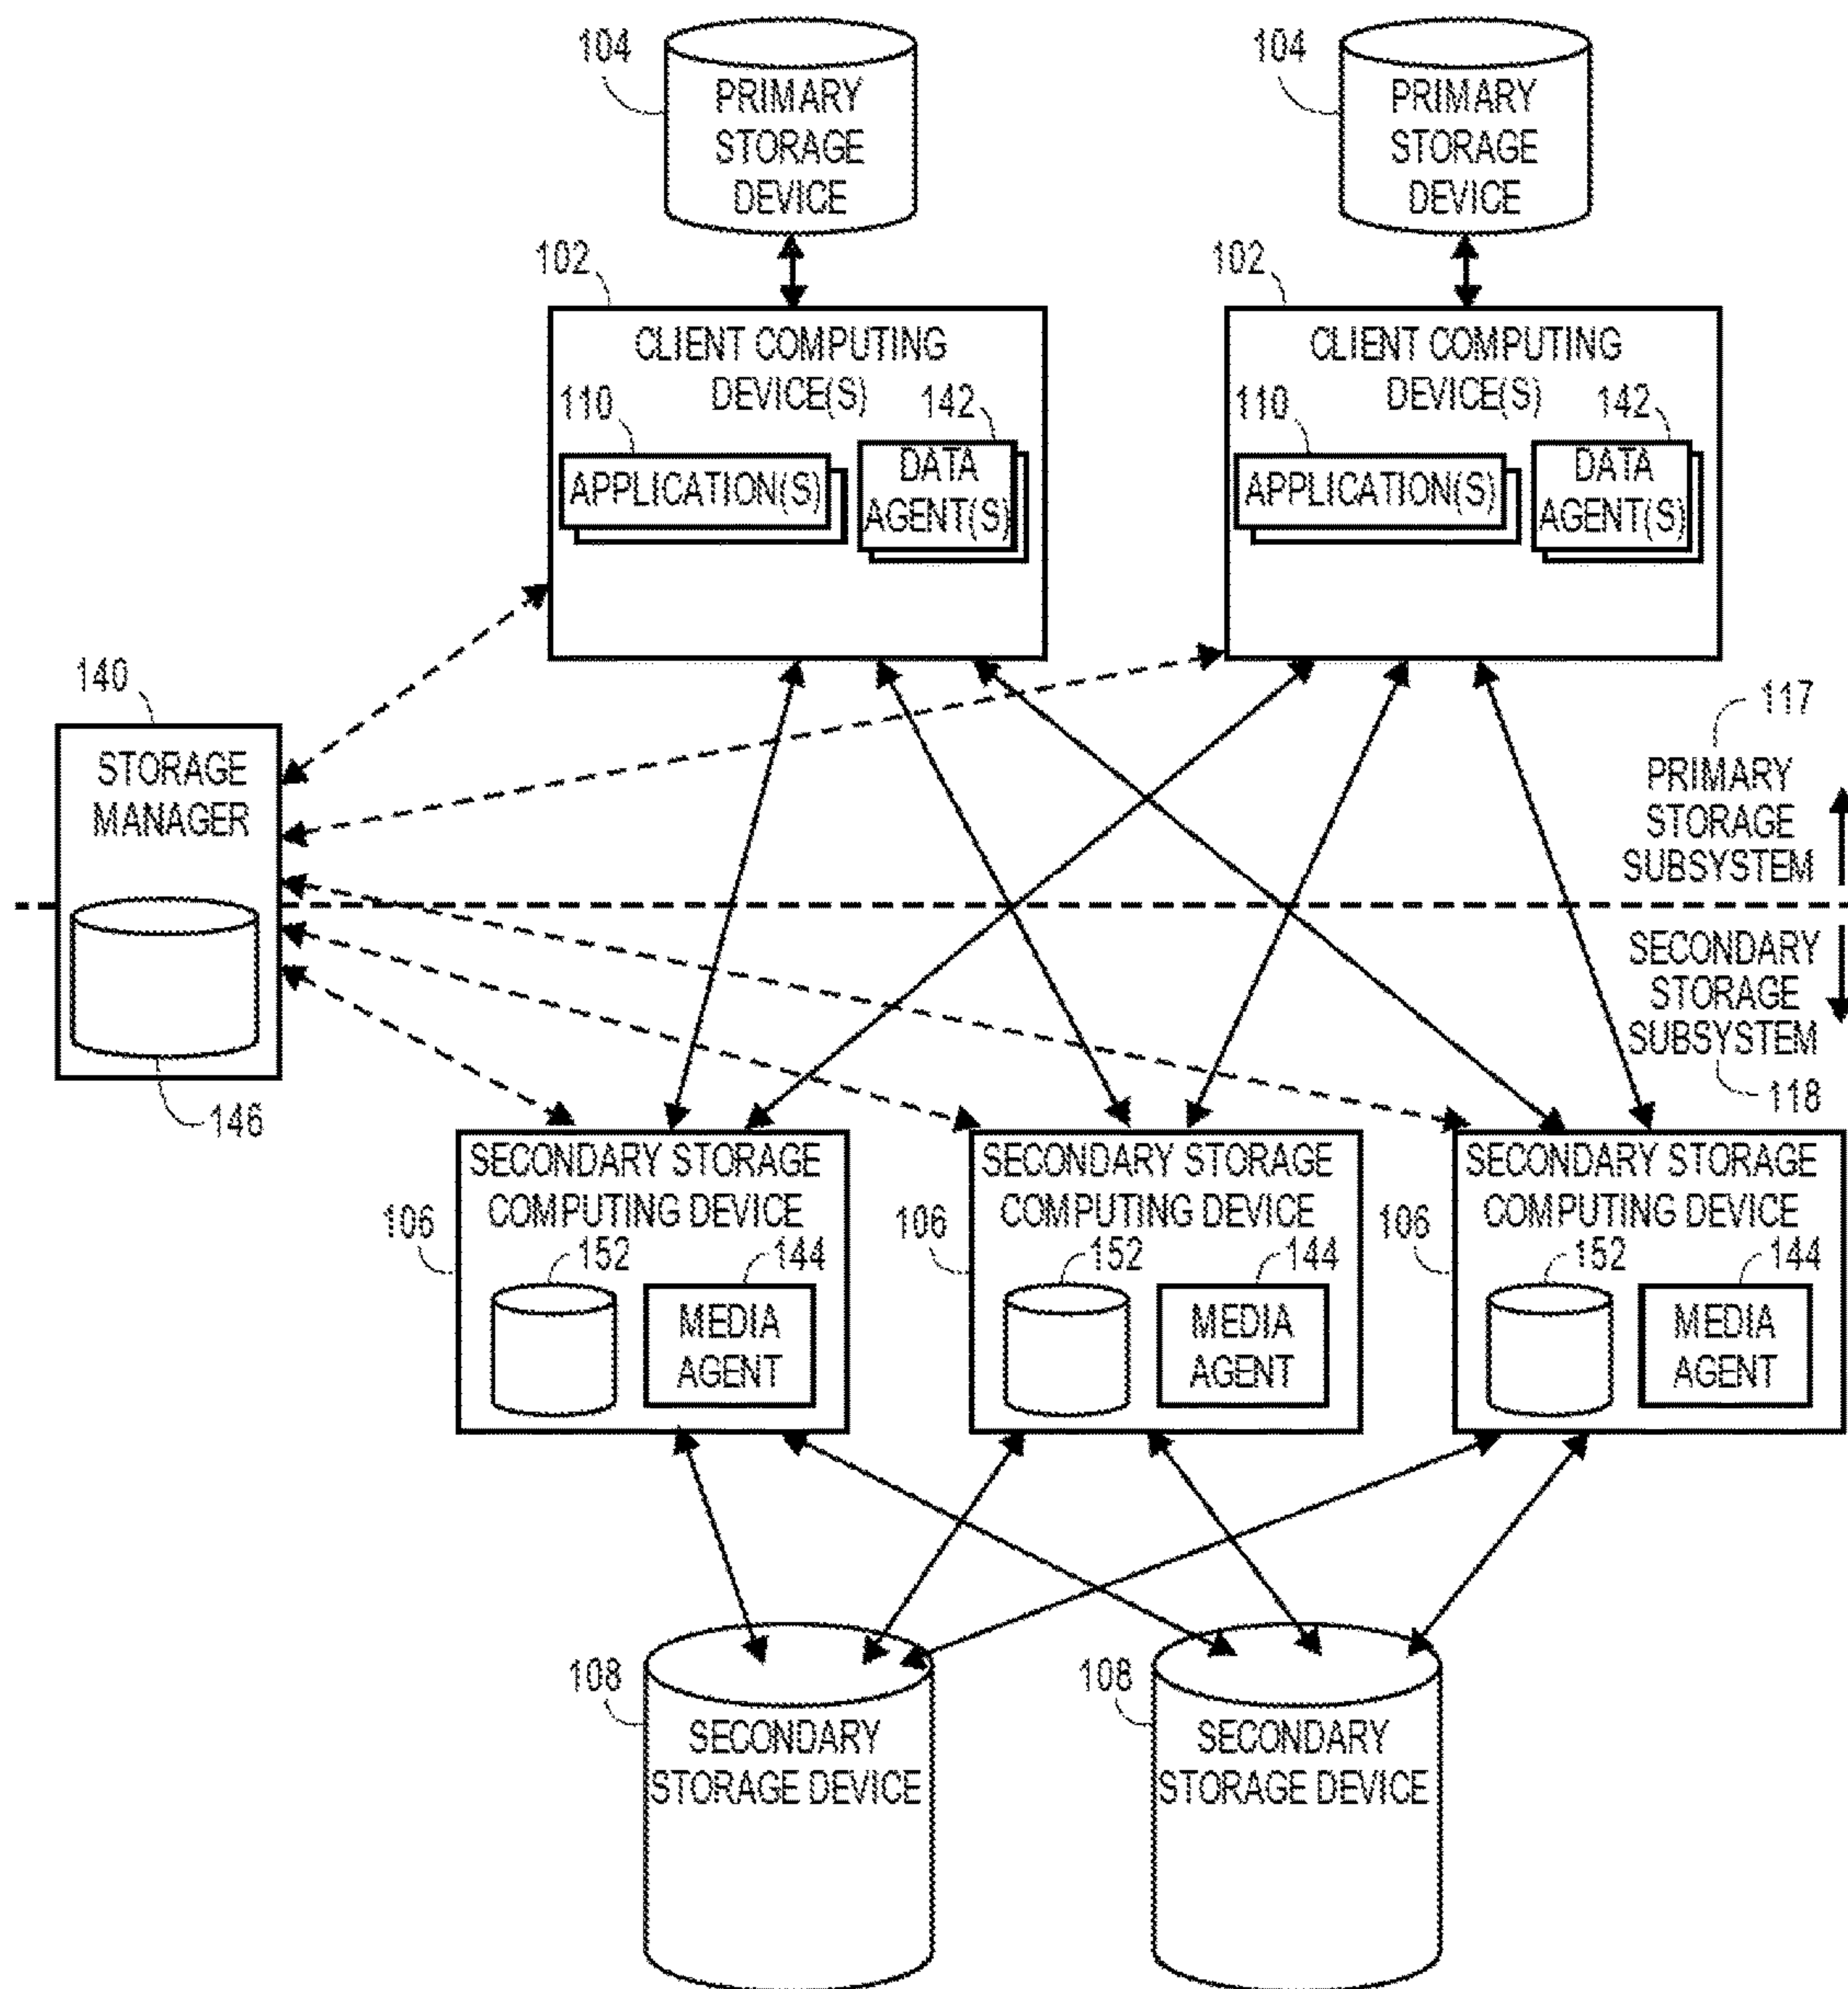 104
PRIMARY
STORAGE
DEVICE
104
PRIMARY
STORAGE
DEVICE
102
CLIENT COMPUTING
DEVICE(S)
110
142
APPLICATION(S)
DATA
AGENT(S)
102
CLIENT COMPUTING
DEVICE(S)
110
142
APPLICATION(S)
DATA
AGENT(S)
140
STORAGE
MANAGER
146
117
PRIMARY
STORAGE
SUBSYSTEM
SECONDARY
STORAGE
SUBSYSTEM
118
SECONDARY STORAGE
COMPUTING DEVICE
106
152
144
MEDIA
AGENT
SECONDARY STORAGE
COMPUTING DEVICE
106
152
144
MEDIA
AGENT
SECONDARY STORAGE
COMPUTING DEVICE
106
152
144
MEDIA
AGENT
108
SECONDARY
STORAGE DEVICE
108
SECONDARY
STORAGE DEVICE